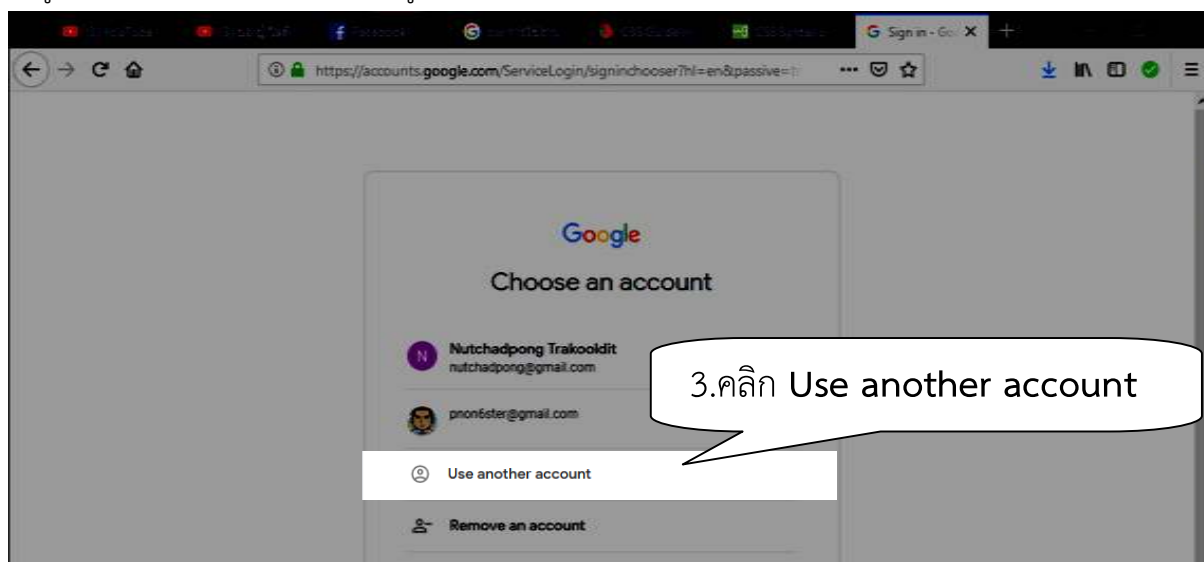 Facebook
Sign in - Go
https://accounts.google.com/ServiceLogin/signinchooser?hl=en&passive=
Google
Choose an account
N
Nutchadpong Trakooldit
nutchadpong@gmail.com
pnon6ster@gmail.com
3.คลิก Use another account
Use another account
Remove an account